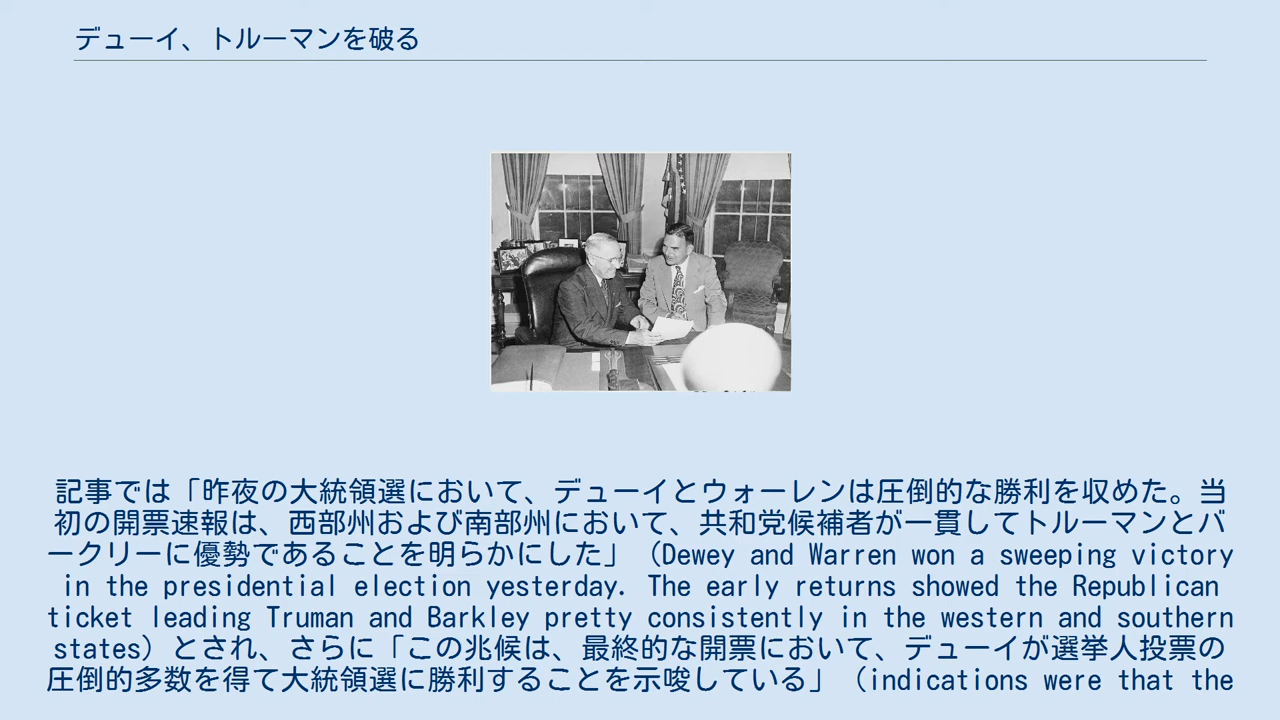 デューイ、トルーマンを破る
記事では「昨夜の大統領選において、デューイとウォーレンは圧倒的な勝利を収めた。当
初の開票速報は、西部州および南部州において、共和党候補者が一貫してトルーマンとバ
ークリーに優勢であることを明らかにした」（Dewey and Warren won a sweeping victory
in the presidential election yesterday. The early returns showed the Republican
ticket leading Truman and Barkley pretty consistently in the western and southern
states）とされ、さらに「この兆候は、最終的な開票において、デューイが選挙人投票の
圧倒的多数を得て大統領選に勝利することを示唆している」（indications were that the